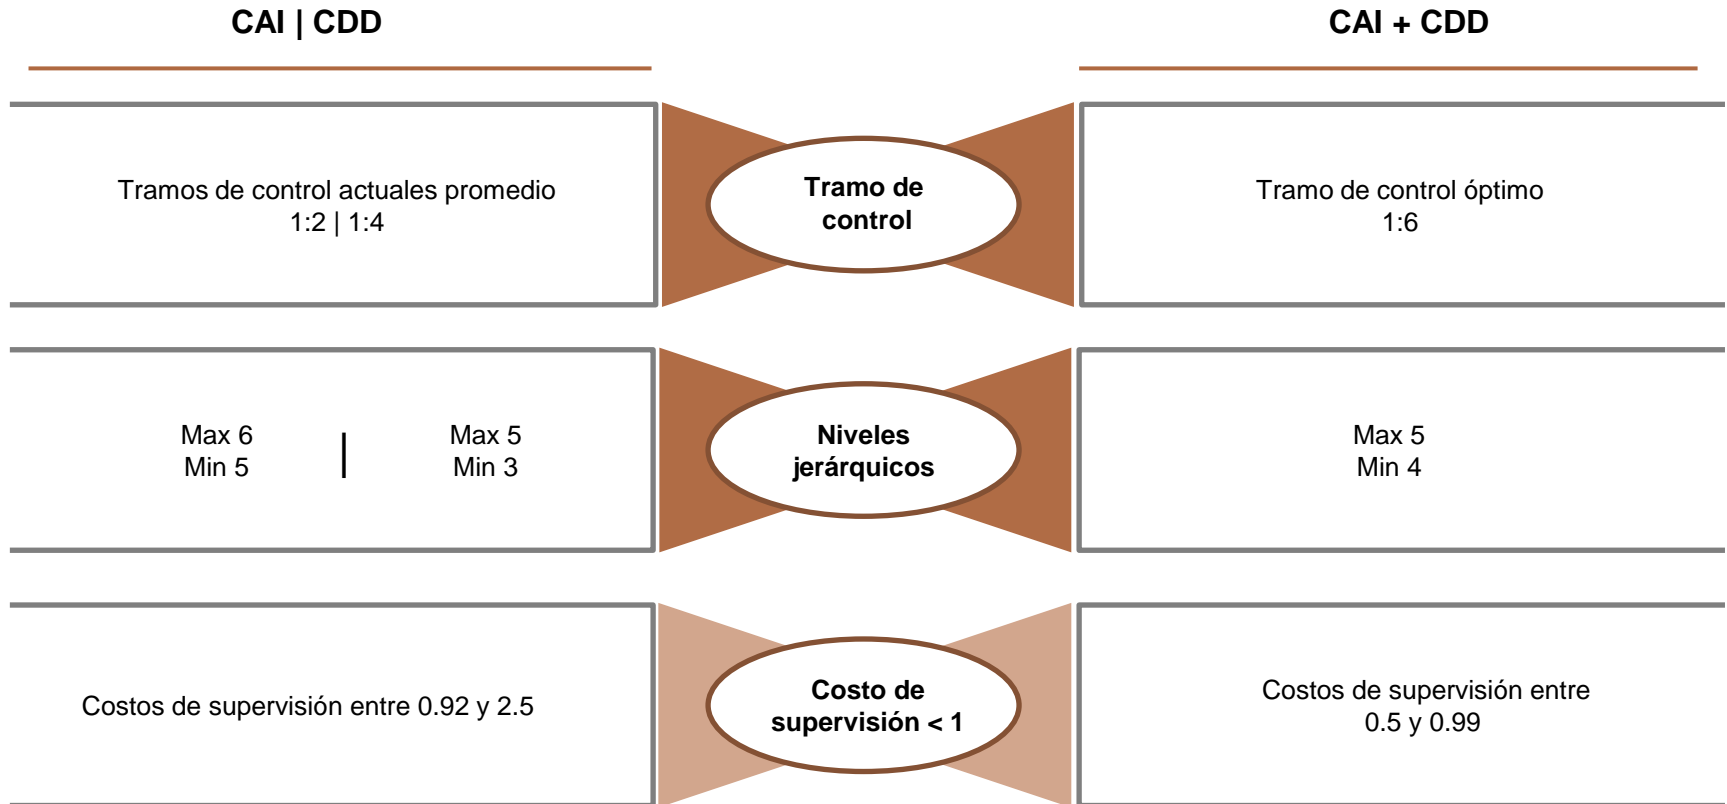 CAI | CDD
CAI + CDD
Tramos de control actuales promedio
1:2 | 1:4
Tramo de
control
Tramo de control óptimo
1:6
Max 6
Min 5
|
Max 5
Min 3
Niveles
jerárquicos
Max 5
Min 4
Costos de supervisión entre 0.92 y 2.5
Costo de
supervisión < 1
Costos de supervisión entre
0.5 y 0.99